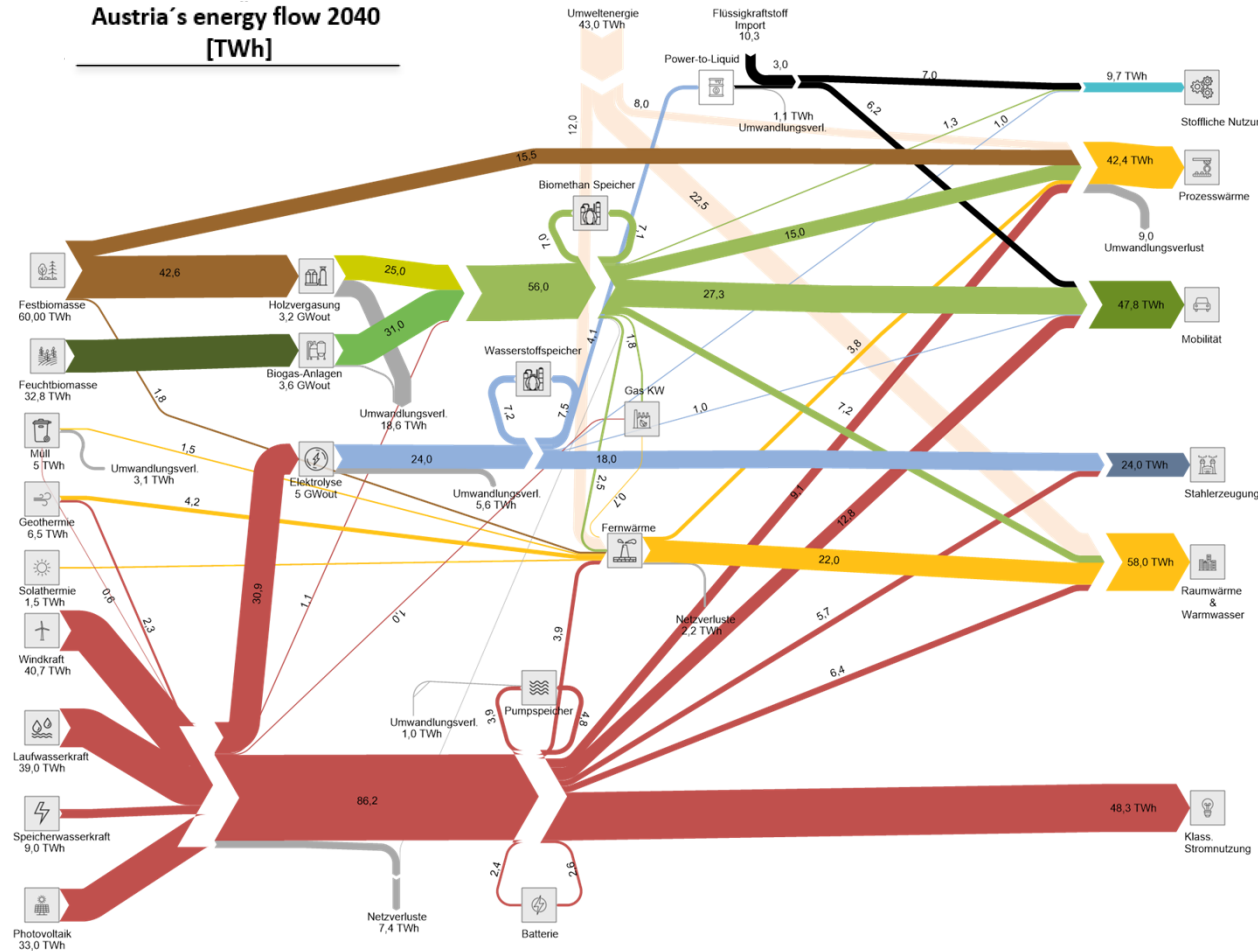 Austria´s energy flow 2040
[TWh]
Umweltenergie
43,0 TWh
Flüssigkraftstoff
Import
10,3
Power-to-Liquid
3,0
7,0
9,7 TWh
Stoffliche Nutzun
1,1 TWh
Umwandlungsverl.
8,0
12,0
6,2
1,3
1,0
15,5
42,4 TWh
Prozesswärme
22,5
Biomethan Speicher
7,0
7,1
15,0
9,0
Umwandlungsverlust
Festbiomasse
60,00 TWh
42,6
Holzvergasung
3,2 GWout
25,0
56,0
27,3
47,8 TWh
Mobilität
Feuchtbiomasse
32,8 TWh
Biogas-Anlagen
3,6 GWout
31,0
4,1
1,8
3,8
Wasserstoffspeicher
7,2
7,5
Gas KW
7,2
1,0
Umwandlungsverl.
18,6 TWh
1,8
Müll
5 TWh
1,5
Umwandlungsverl.
3,1 TWh
Elektrolyse
5 GWout
24,0
18,0
24,0 TWh
Stahlerzeugung
Umwandlungsverl.
5,6 TWh
2,5
0,7
9,1
12,8
Geothermie
6,5 TWh
4,2
Fernwärme
22,0
58,0 TWh
Raumwärme
&
Warmwasser
Solathermie
1,5 TWh
0,6
2,3
30,9
1,1
1,0
3,9
Netzverluste
2,2 TWh
5,7
6,4
Windkraft
40,7 TWh
Umwandlungsverl.
1,0 TWh
3,9
Pumpspeicher
4,8
Laufwasserkraft
39,0 TWh
86,2
48,3 TWh
Klass.
Stromnutzung
Speicherwasserkraft
9,0 TWh
2,4
2,6
Batterie
Netzverluste
7,4 TWh
Photovoltaik
33,0 TWh